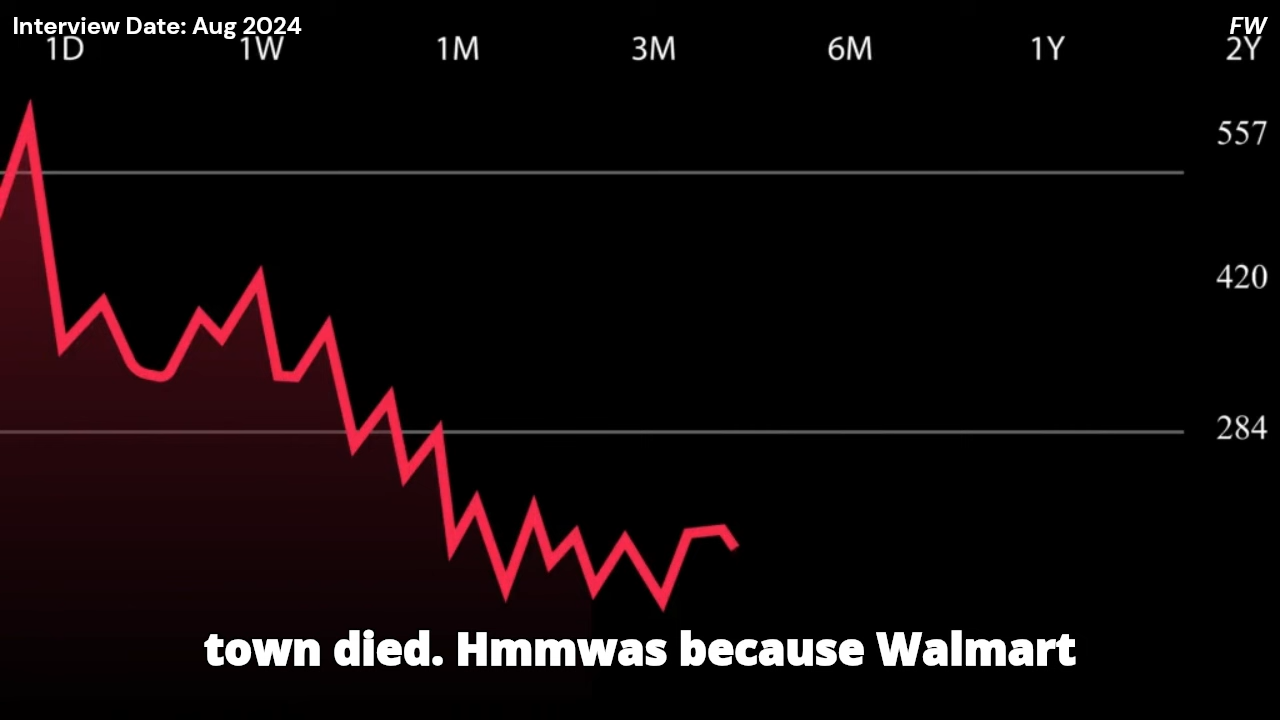 Interview Date: Aug 2024
FW
1D 1W 1M 3M 6M 1Y 2Y
557
420
284
town died. Hmmwas because Walmart